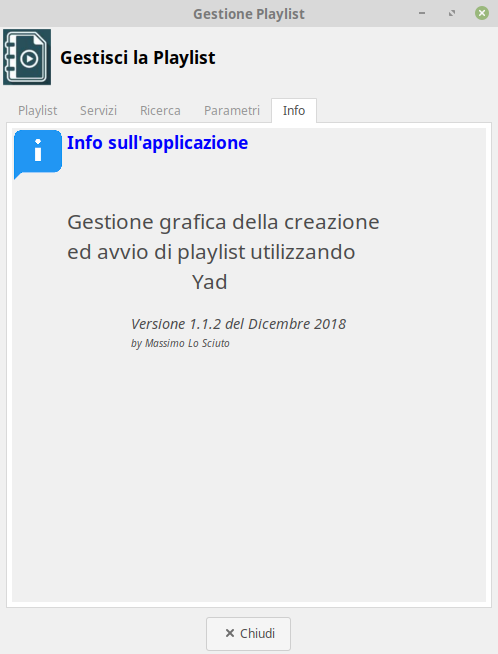 Gestione Playlist
Gestisci la Playlist
Playlist Servizi Ricerca Parametri Info
Info sull'applicazione
Gestione grafica della creazione
ed avvio di playlist utilizzando
Yad
Versione 1.1.2 del Dicembre 2018
by Massimo Lo Sciuto
Chiudi